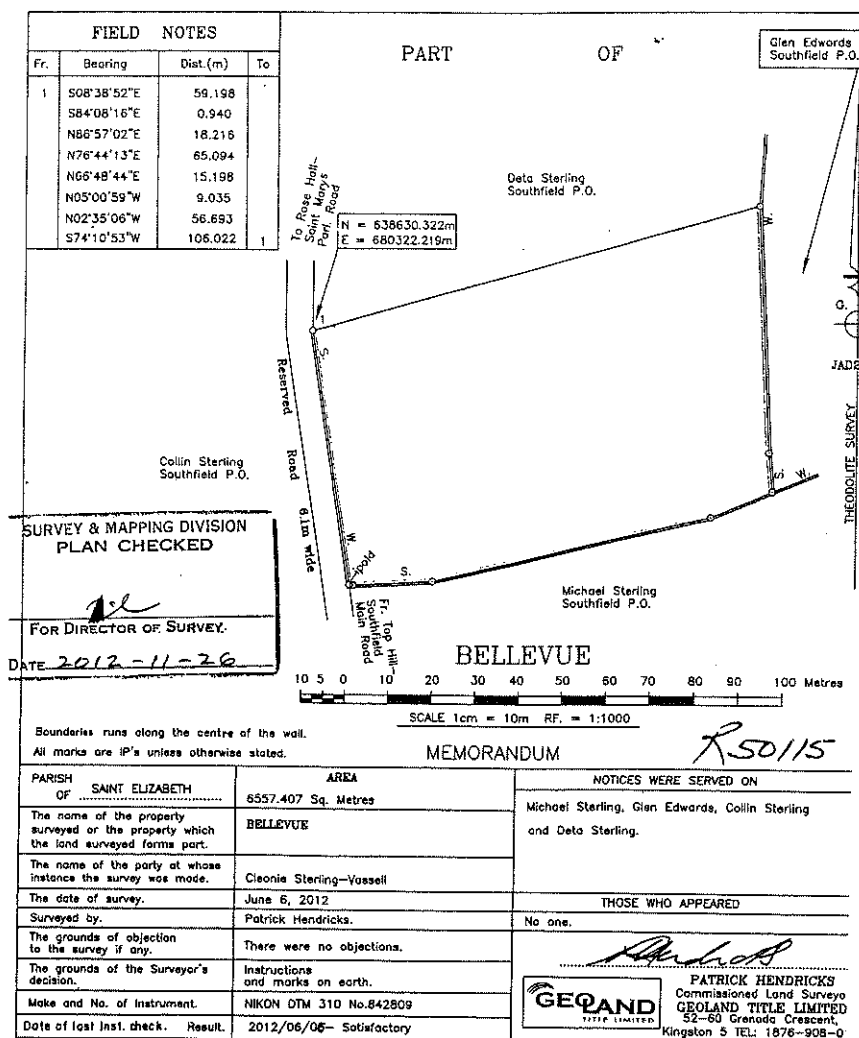 FIELD NOTES
Fr. Bearing Dist.(m) To
1 S08°38'52"E 59.198
S84°08'16"E 0.940
N86°57'02"E 18.216
N76°44'13"E 65.094
N66°48'44"E 15.198
N05°00'59"W 9.035
N02°35'06"W 56.693
S74°10'53"W 106.022 1
PART OF
Glen Edwords
Southfield P.O.
Deta Sterling
Southfield P.O.
To Rose Hall-
Saint Marys
Parl. Road
N = 638630.322m
E = 680322.219m
1
S.
W.
W.
G.
JAD2
THEODOLITE SURVEY
Reserved Road 6.1m wide
Collin Sterling
Southfield P.O.
W.
ipold
S.
S.
W.
Fr. Top Hill-
Southfield
Main Road
Michael Sterling
Southfield P.O.
SURVEY & MAPPING DIVISION
PLAN CHECKED
FOR DIRECTOR OF SURVEY.
DATE 2012-11-26
BELLEVUE
10 5 0 10 20 30 40 50 60 70 80 90 100 Metres
SCALE 1cm = 10m RF. = 1:1000
Boundaries runs along the centre of the wall.
All marks are IP's unless otherwise stated.
MEMORANDUM
R50115
PARISH OF SAINT ELIZABETH
AREA
6557.407 Sq. Metres
NOTICES WERE SERVED ON
Michael Sterling, Glen Edwards, Collin Sterling
and Deta Sterling.
The name of the property
surveyed or the property which
the land surveyed forms part.
BELLEVUE
The name of the party at whose
instance the survey was made.
Cleonie Sterling-Vassell
The date of survey.
June 6, 2012
THOSE WHO APPEARED
Surveyed by.
Patrick Hendricks.
No one.
The grounds of objection
to the survey if any.
There were no objections.
The grounds of the Surveyor's
decision.
Instructions
and marks on earth.
Make and No. of Instrument.
NIKON DTM 310 No.842809
Date of last Inst. check. Result.
2012/06/06- Satisfactory
GEOLAND
TITLE LIMITED
PATRICK HENDRICKS
Commissioned Land Surveyo
GEOLAND TITLE LIMITED
52-60 Grenada Crescent,
Kingston 5 TEL: 1876-908-0